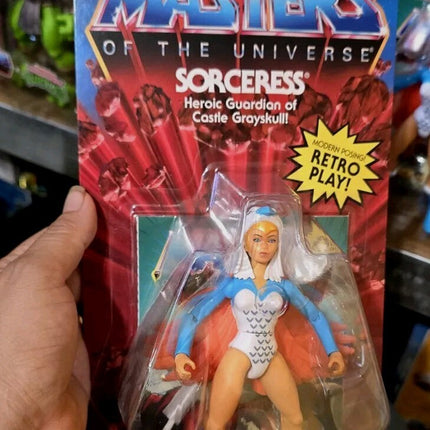 MASTERS
OF THE UNIVERSE®
SORCERESS®
Heroic Guardian of
Castle Grayskull!
MODERN POSING!
RETRO
PLAY!